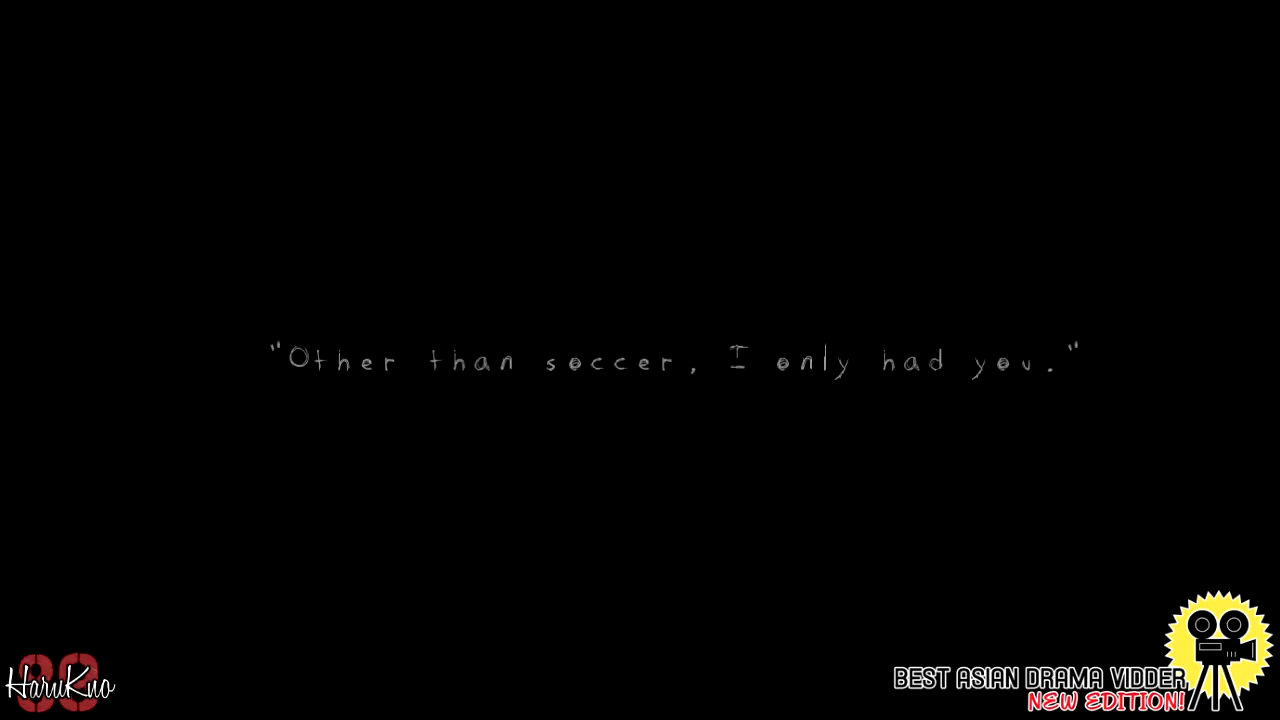 "Other than soccer, I only had you."
HaruKno
BEST ASIAN DRAMA VIDDER
NEW EDITION!